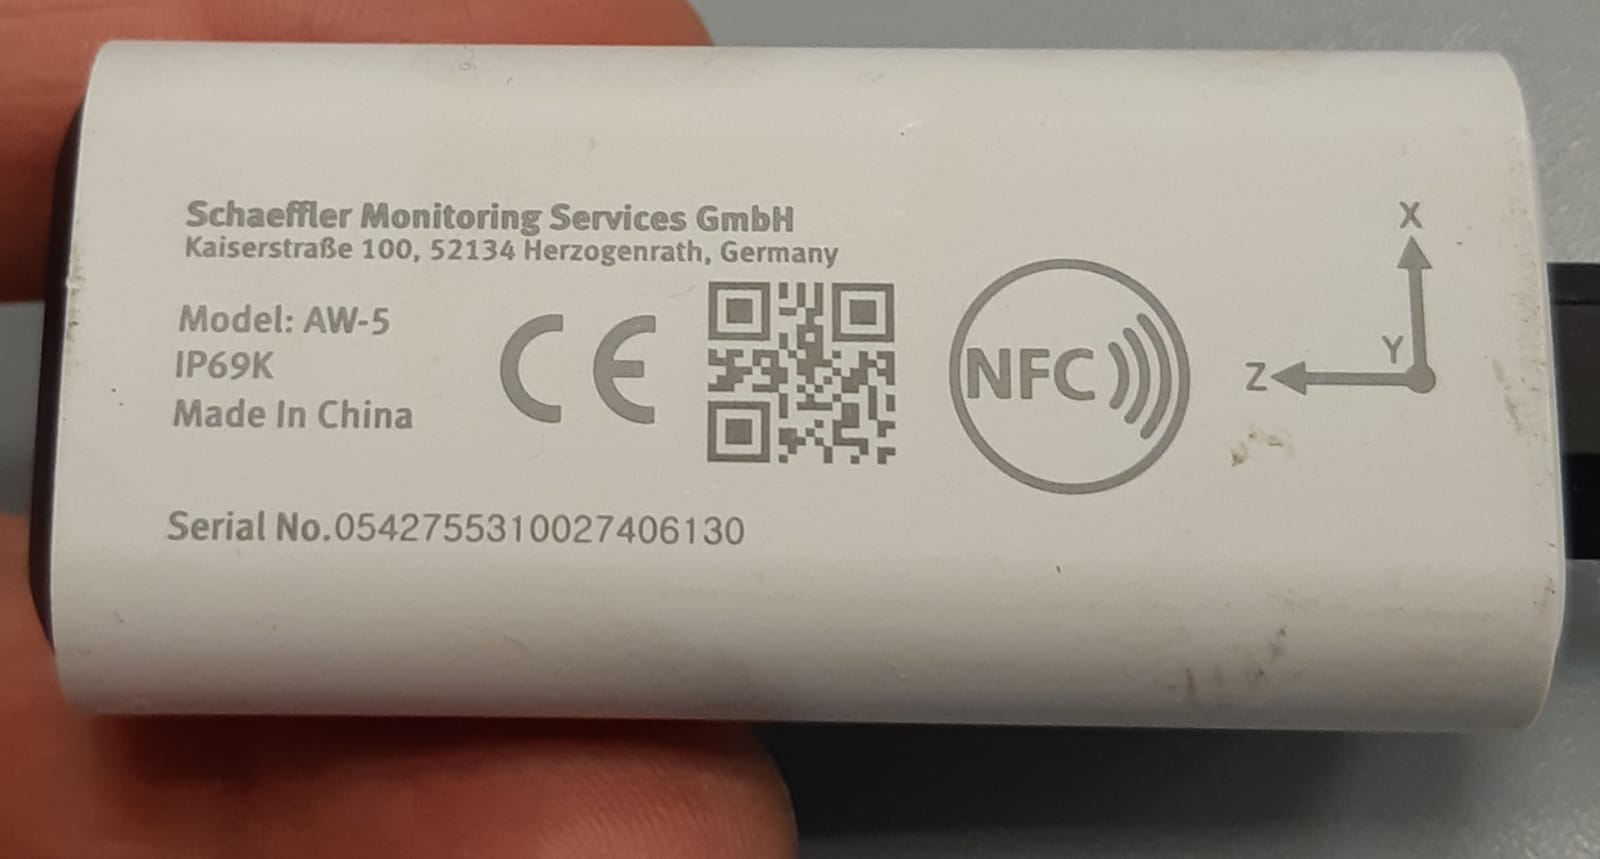 Schaeffler Monitoring Services GmbH
Kaiserstraße 100, 52134 Herzogenrath, Germany
Model: AW-5
IP69K
Made In China
CE
NFC
X
Y
Z
Serial No.0542755310027406130